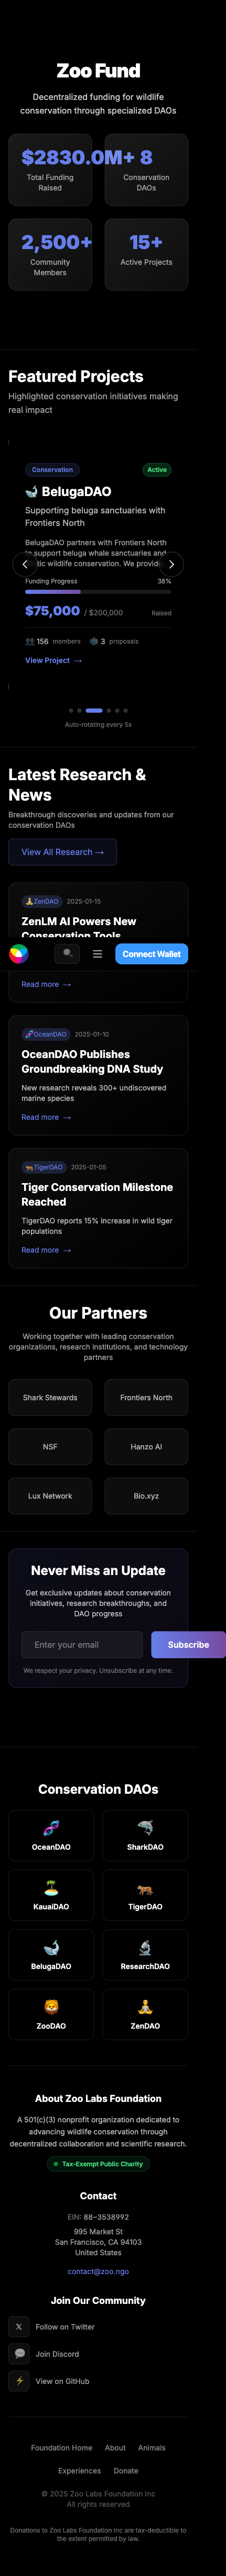 Zoo Fund
Decentralized funding for wildlife
conservation through specialized DAOs
$2830.0M+ 8
Total Funding
Raised
Conservation
DAOs
2,500+
Community
Members
15+
Active Projects
Featured Projects
Highlighted conservation initiatives making
real impact
Conservation
Active
BelugaDAO
Supporting beluga sanctuaries with
Frontiers North
BelugaDAO partners with Frontiers North
support beluga whale sanctuaries an
ic conservation efforts. We provid
Funding Progress
38%
$75,000 / $200,000
Raised
156 members
3 proposals
View Project →
Auto-rotating every 5s
Latest Research &
News
Breakthrough discoveries and updates from our
conservation DAOs
View All Research →
ZenDAO 2025-01-15
ZenLM AI Powers New
Conservation Tools
Connect Wallet
Read more →
OceanDAO 2025-01-10
OceanDAO Publishes
Groundbreaking DNA Study
New research reveals 300+ undiscovered
marine species
Read more →
TigerDAO 2025-01-05
Tiger Conservation Milestone
Reached
TigerDAO reports 15% increase in wild tiger
populations
Read more →
Our Partners
Working together with leading conservation
organizations, research institutions, and technology
partners
Shark Stewards
Frontiers North
NSF
Hanzo AI
Lux Network
Bio.xyz
Never Miss an Update
Get exclusive updates about conservation
initiatives, research breakthroughs, and
DAO progress
Enter your email
Subscribe
We respect your privacy. Unsubscribe at any time.
Conservation DAOs
OceanDAO
SharkDAO
KauaiDAO
TigerDAO
BelugaDAO
ResearchDAO
ZooDAO
ZenDAO
About Zoo Labs Foundation
A 501(c)(3) nonprofit organization dedicated to
advancing wildlife conservation through
decentralized collaboration and scientific research.
Tax-Exempt Public Charity
Contact
EIN: 88-3538992
995 Market St
San Francisco, CA 94103
United States
contact@zoo.ngo
Join Our Community
𝕏 Follow on Twitter
Join Discord
View on GitHub
Foundation Home
About
Animals
Experiences
Donate
© 2025 Zoo Labs Foundation Inc
All rights reserved
Donations to Zoo Labs Foundation Inc are tax-deductible to
the extent permitted by law.